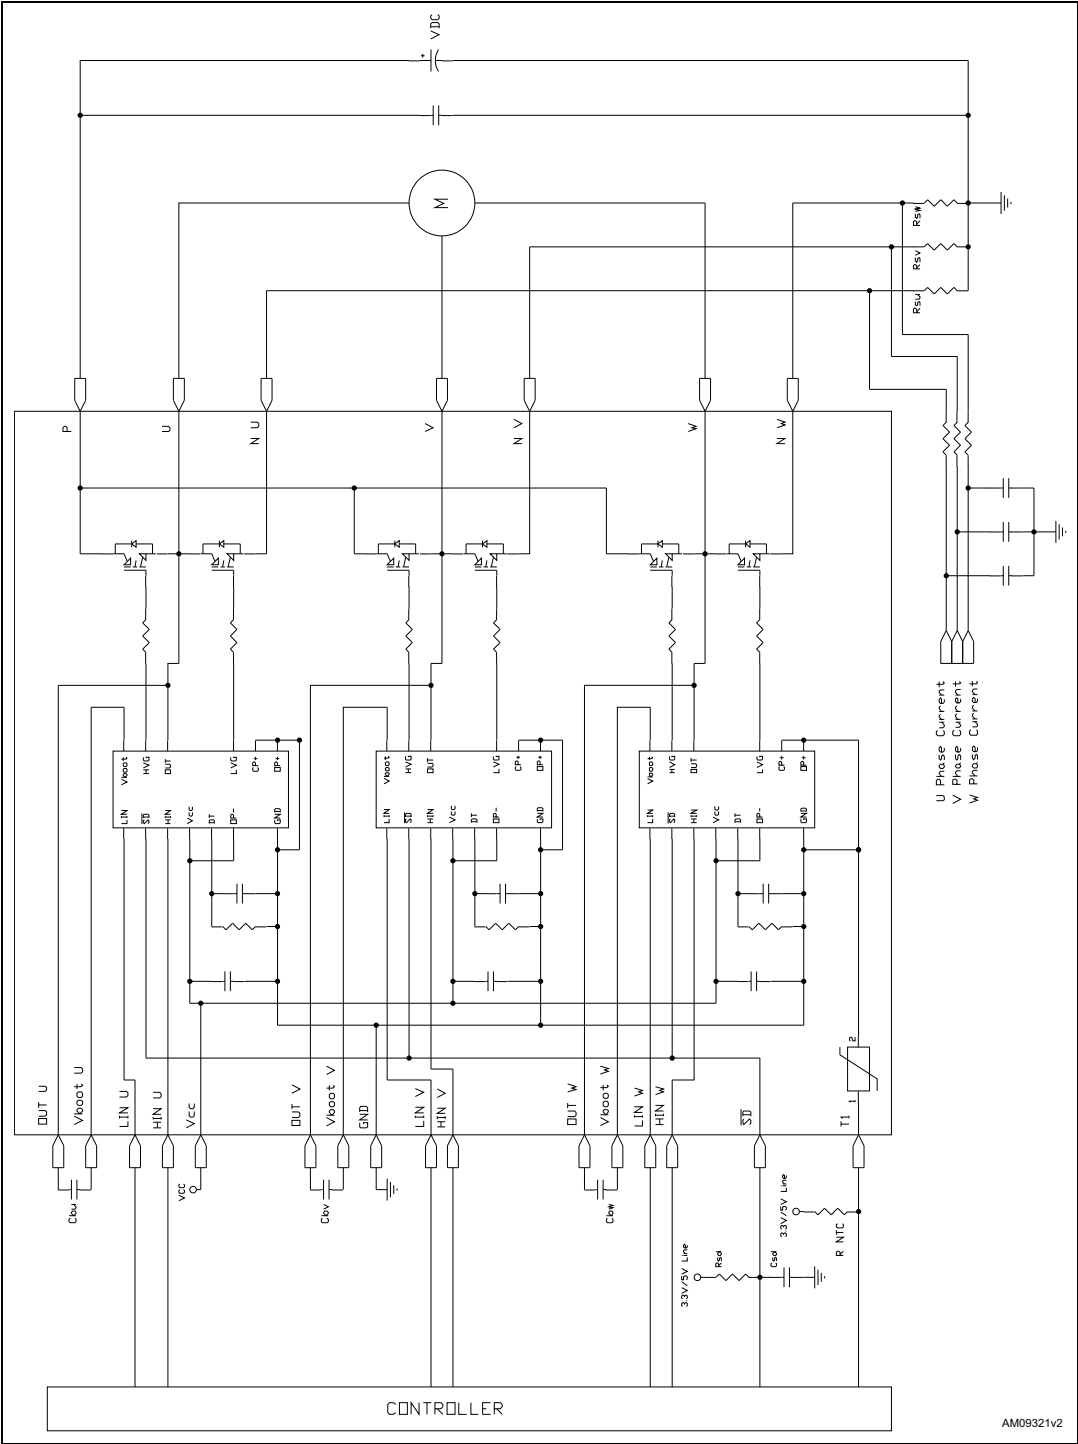 VDC
M
Rsw
Rsv
Rsu
P
U
N U
V
N V
W
N W
U Phase Current
V Phase Current
W Phase Current
Vboot
HVG
OUT
LVG
CP+
OP+
LIN
SD
HIN
Vcc
DT
OP-
GND
Vboot
HVG
OUT
LVG
CP+
OP+
LIN
SD
HIN
Vcc
DT
OP-
GND
Vboot
HVG
OUT
LVG
CP+
OP+
LIN
SD
HIN
Vcc
DT
OP-
GND
OUT U
Vboot U
LIN U
HIN U
Vcc
OUT V
Vboot V
GND
LIN V
HIN V
OUT W
Vboot W
LIN W
HIN W
SD
T1
1
2
Cbu
VCC
Cbv
Cbw
3.3V/5V Line
Rsd
Csd
3.3V/5V Line
R NTC
CONTROLLER
AM09321v2